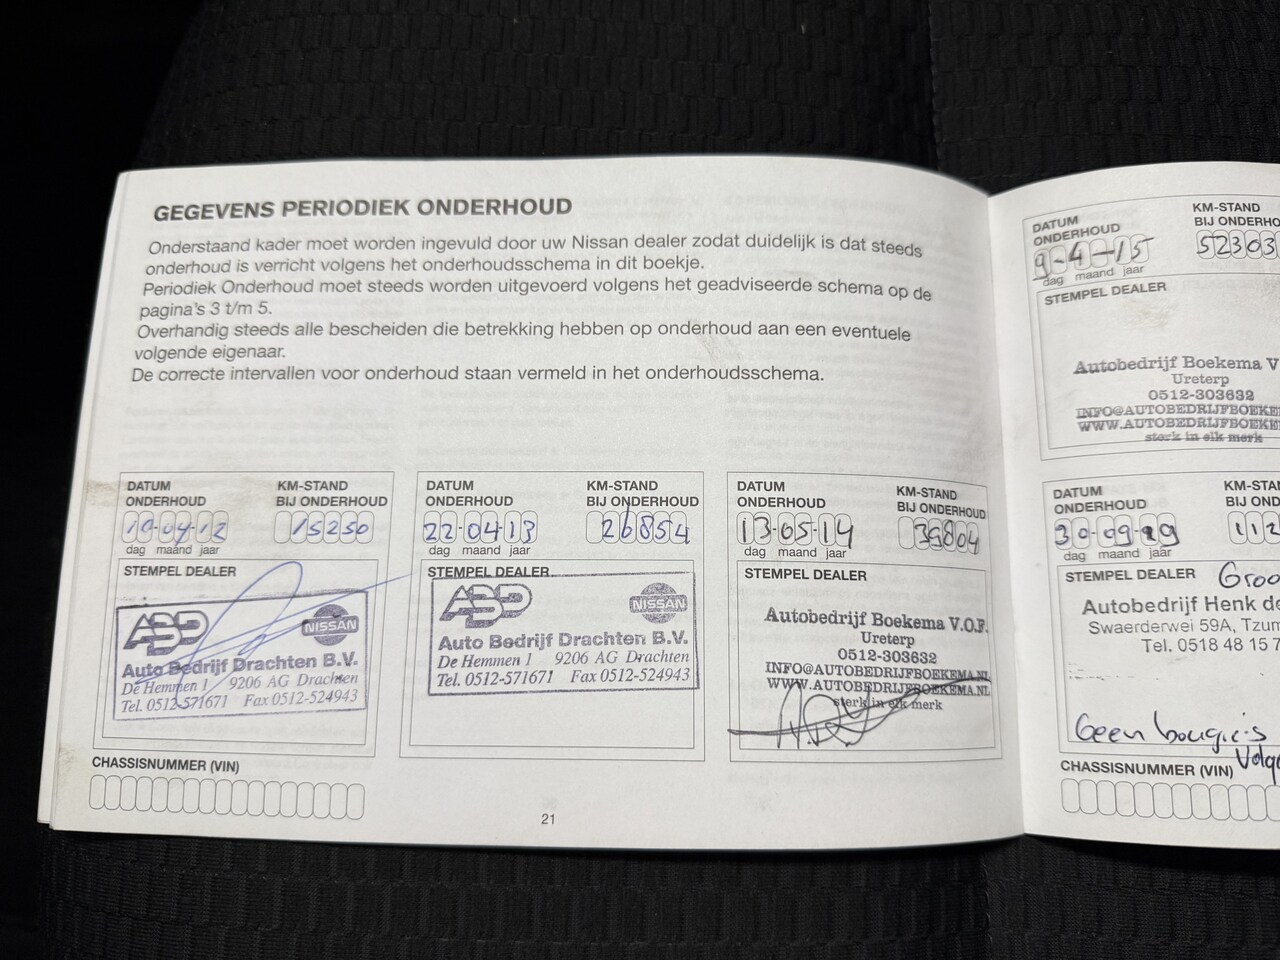 GEGEVENS PERIODIEK ONDERHOUD
Onderstaand kader moet worden ingevuld door uw Nissan dealer zodat duidelijk is dat steeds
onderhoud is verricht volgens het onderhoudsschema in dit boekje.
Periodiek Onderhoud moet steeds worden uitgevoerd volgens het geadviseerde schema op de
pagina's 3 t/m 5.
Overhandig steeds alle bescheiden die betrekking hebben op onderhoud aan een eventuele
volgende eigenaar.
De correcte intervallen voor onderhoud staan vermeld in het onderhoudsschema.
DATUM
ONDERHOUD
KM-STAND
BIJ ONDERHOUD
10-04-12
15250
dag maand jaar
STEMPEL DEALER
ABD
NISSAN
Auto Bedrijf Drachten B.V.
De Hemmen 1 9206 AG Drachten
Tel. 0512-571671 Fax 0512-524943
DATUM
ONDERHOUD
KM-STAND
BIJ ONDERHOUD
22-04-13
26854
dag maand jaar
STEMPEL DEALER
ABD
NISSAN
Auto Bedrijf Drachten B.V.
De Hemmen 1 9206 AG Drachten
Tel. 0512-571671 Fax 0512-524943
DATUM
ONDERHOUD
KM-STAND
BIJ ONDERHOUD
13-05-14
39804
dag maand jaar
STEMPEL DEALER
Autobedrijf Boekema V.O.F.
Ureterp
0512-303632
INFO@AUTOBEDRIJFBOEKEMA.NL
WWW.AUTOBEDRIJFBOEKEMA.NL
sterk in elk merk
CHASSISNUMMER (VIN)
21
DATUM
ONDERHOUD
KM-STAND
BIJ ONDERHO
9-4-15
52303
dag maand jaar
STEMPEL DEALER
Autobedrijf Boekema V
Ureterp
0512-303632
INFO@AUTOBEDRIJFBOEKE
WWW.AUTOBEDRIJFBOEKE
sterk in elk merk
DATUM
ONDERHOUD
KM-STA
BIJ OND
30-09-19
112
dag maand jaar
STEMPEL DEALER
Groo
Autobedrijf Henk de
Swaerderwei 59A, Tzum
Tel. 0518 48 15 7
Geen bougie's
Volge
CHASSISNUMMER (VIN)